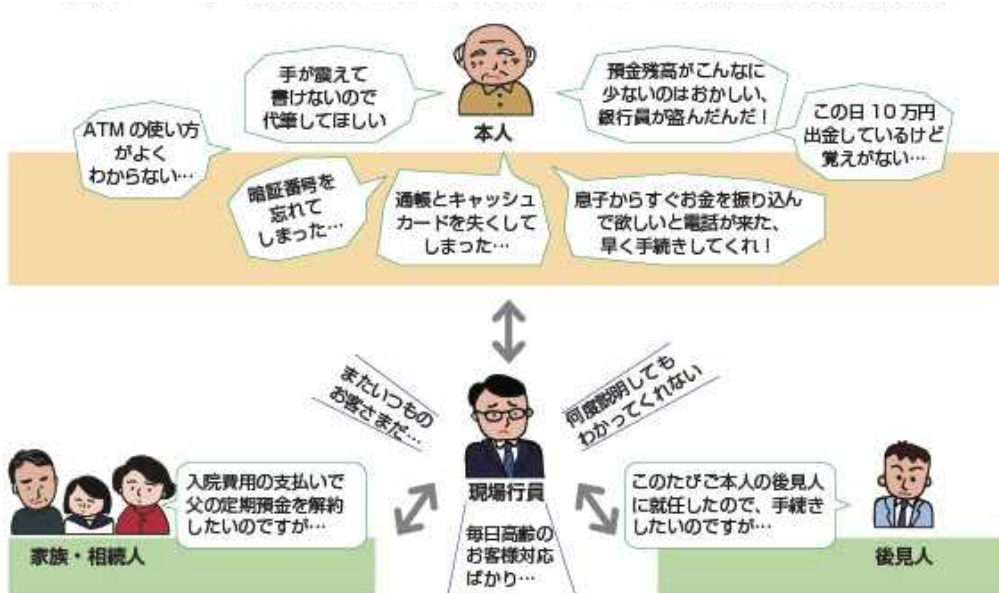 手が震えて
書けないので
代筆してほしい
預金残高がこんなに
少ないのはおかしい、
銀行員が盗んだんだ！
ATMの使い方
がよく
わからない…
この日10万円
出金しているけど
覚えがない…
本人
暗証番号を
忘れて
しまった…
通帳とキャッシュ
カードを失くして
しまった…
息子からすぐお金を振り込ん
で欲しいと電話が来た、
早く手続きしてくれ！
またいつもの
お客さまだ…
何度説明しても
わかってくれない
入院費用の支払いで
父の定期預金を解約
したいのですが…
現場行員
このたびご本人の後見人
に就任したので、手続き
したいのですが…
家族・相続人
毎日高齢の
お客様対応
ばかり…
後見人